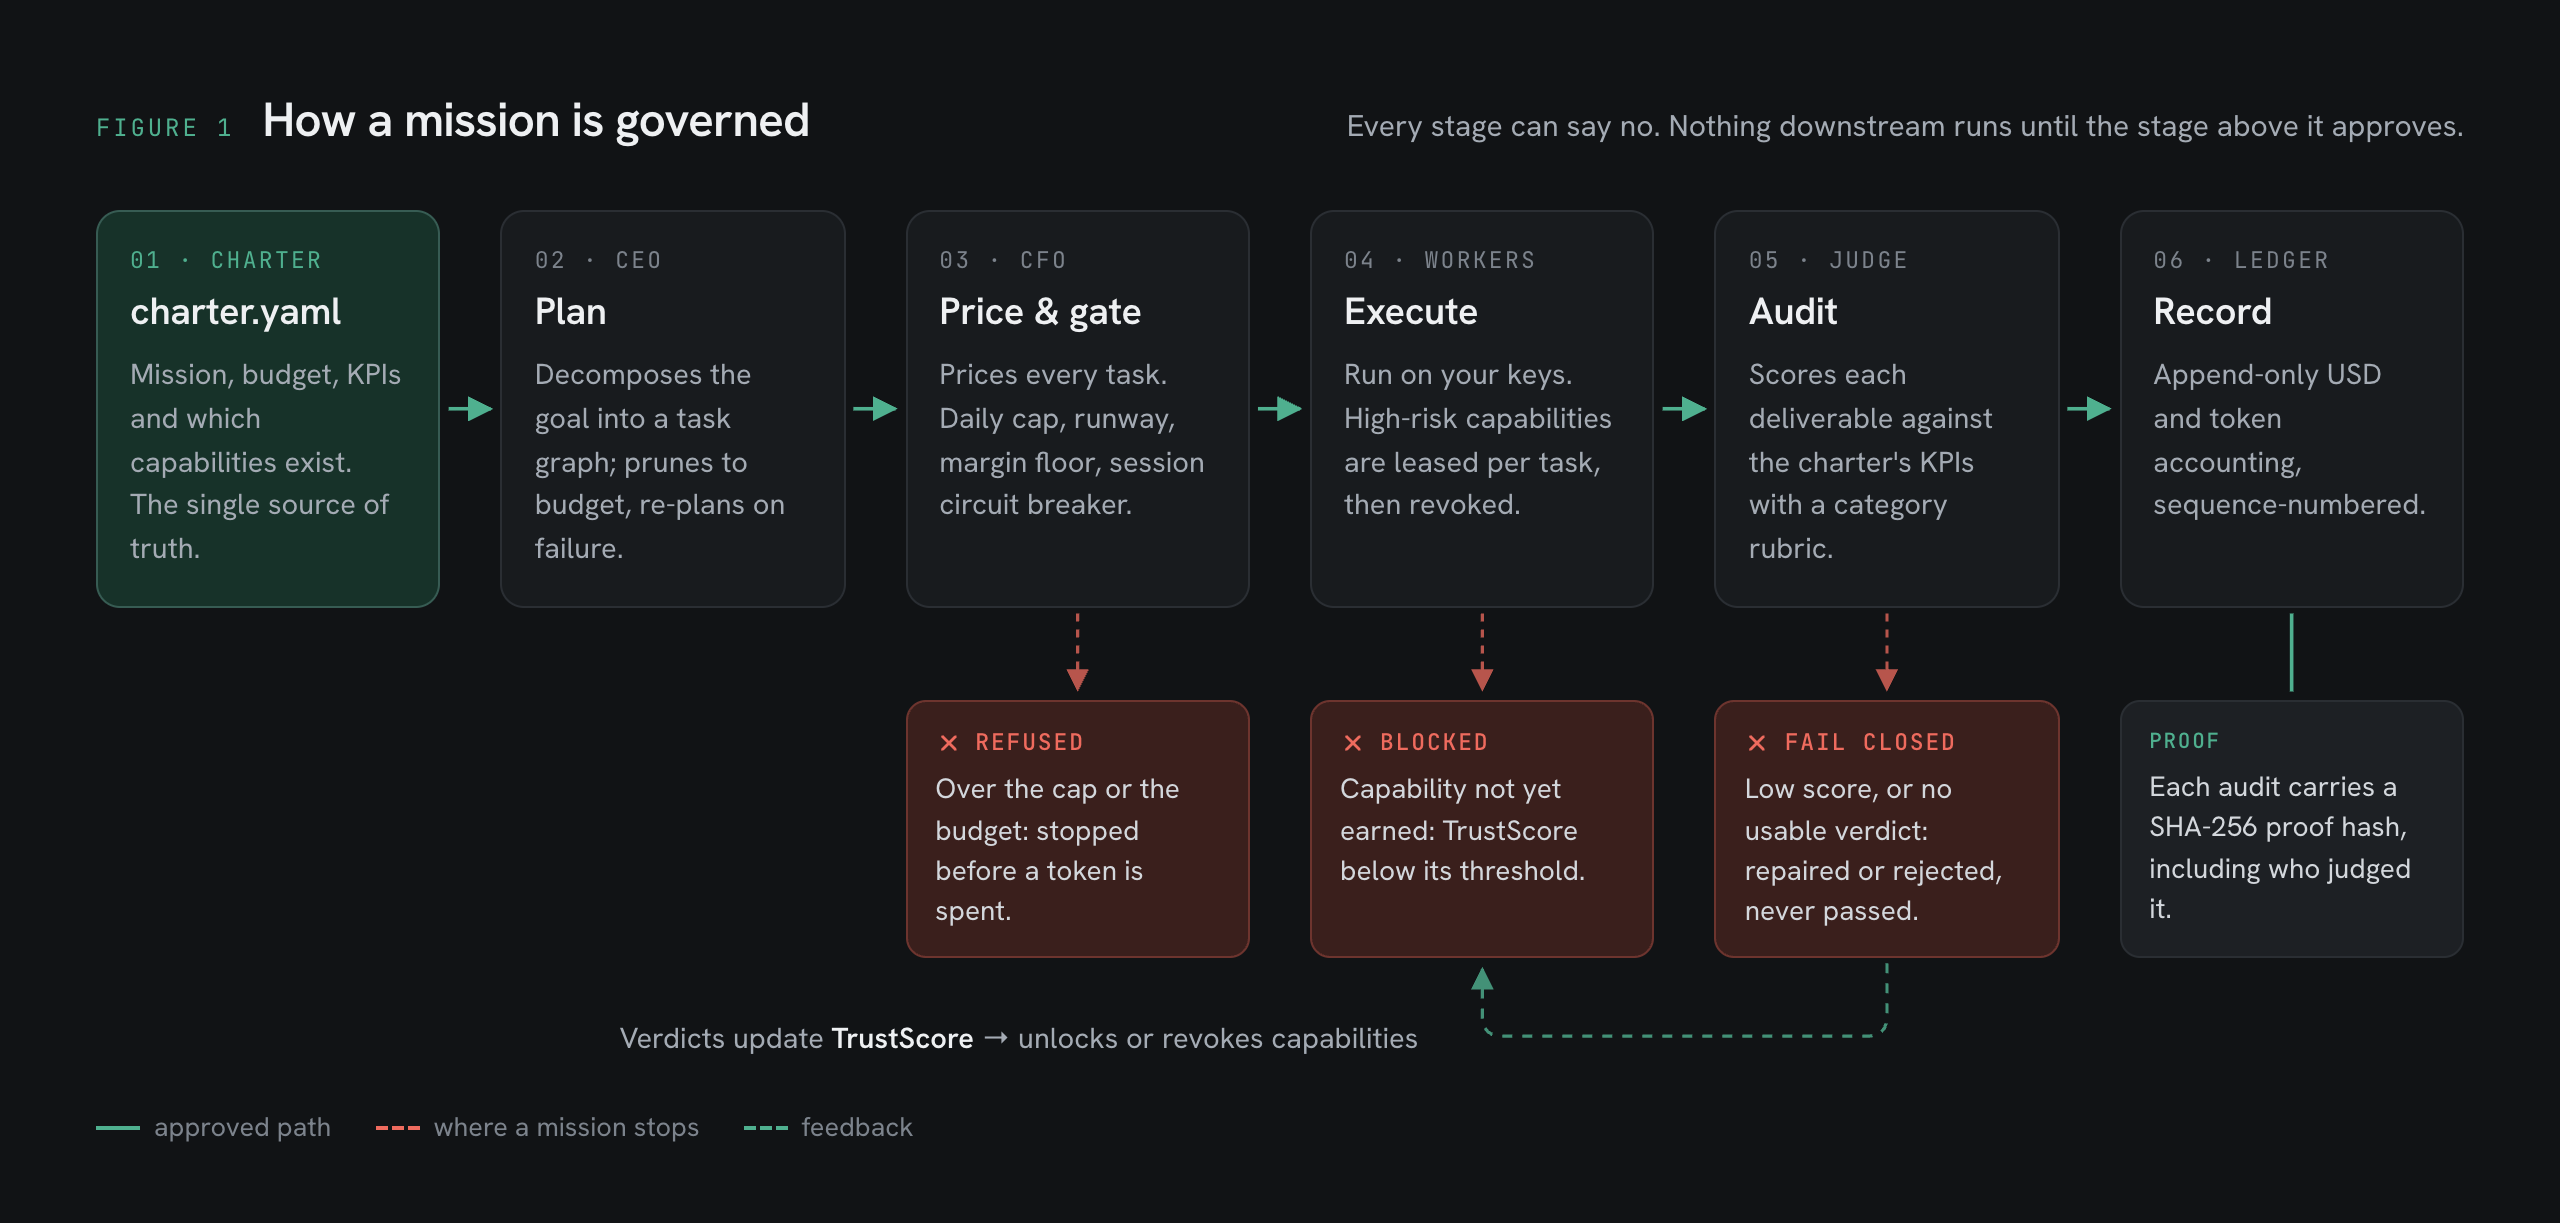 FIGURE 1 How a mission is governed
Every stage can say no. Nothing downstream runs until the stage above it approves.
01 · CHARTER
charter.yaml
Mission, budget, KPIs
and which
capabilities exist.
The single source of
truth.
02 · CEO
Plan
Decomposes the
goal into a task
graph; prunes to
budget, re-plans on
failure.
03 · CFO
Price & gate
Prices every task.
Daily cap, runway,
margin floor, session
circuit breaker.
04 · WORKERS
Execute
Run on your keys.
High-risk capabilities
are leased per task,
then revoked.
05 · JUDGE
Audit
Scores each
deliverable against
the charter's KPIs
with a category
rubric.
06 · LEDGER
Record
Append-only USD
and token
accounting,
sequence-numbered.
✕ REFUSED
Over the cap or the
budget: stopped
before a token is
spent.
✕ BLOCKED
Capability not yet
earned: TrustScore
below its threshold.
✕ FAIL CLOSED
Low score, or no
usable verdict:
repaired or rejected,
never passed.
PROOF
Each audit carries a
SHA-256 proof hash,
including who judged
it.
Verdicts update TrustScore → unlocks or revokes capabilities
approved path
where a mission stops
feedback